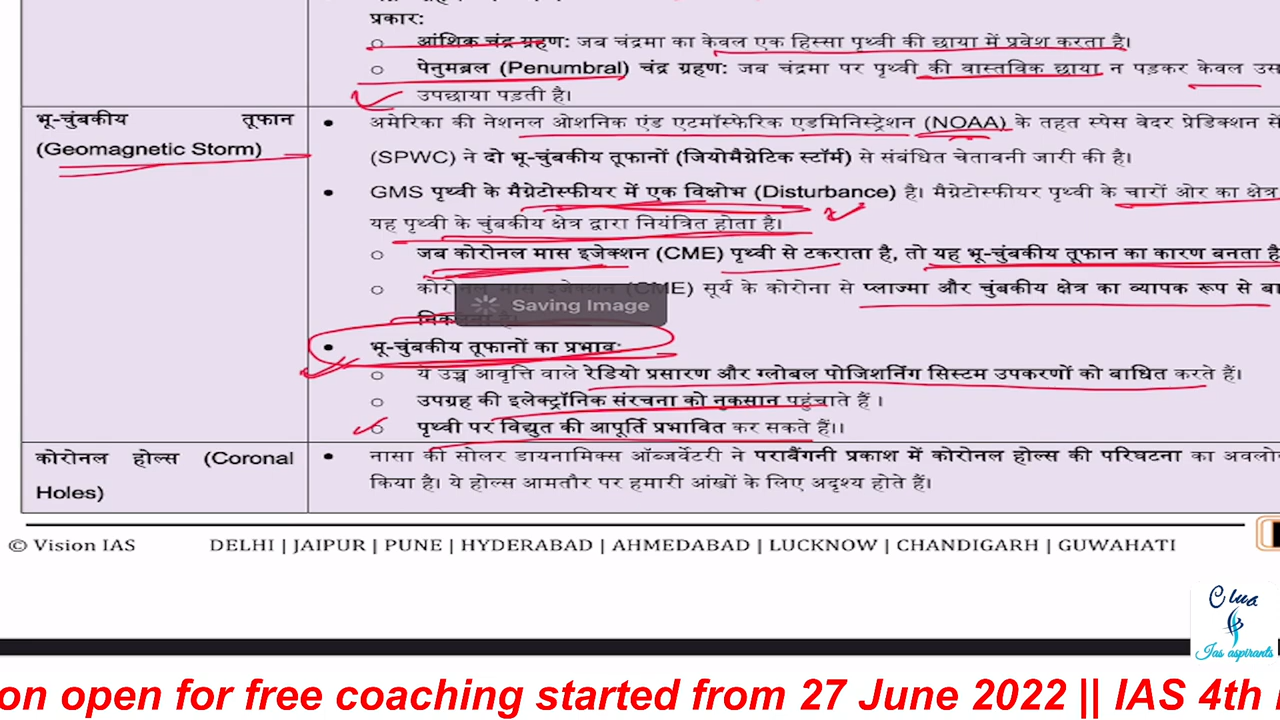 प्रकार:
o आंशिक चंद्र ग्रहण: जब चंद्रमा का केवल एक हिस्सा पृथ्वी की छाया में प्रवेश करता है।
o पेनुमब्रल (Penumbral) चंद्र ग्रहण: जब चंद्रमा पर पृथ्वी की वास्तविक छाया न पड़कर केवल उस
उपछाया पड़ती है।
भू-चुंबकीय तूफान
(Geomagnetic Storm)
• अमेरिका की नेशनल ओशनिक एंड एटमॉस्फेरिक एडमिनिस्ट्रेशन (NOAA) के तहत स्पेस वेदर प्रेडिक्शन से
(SPWC) ने दो भू-चुंबकीय तूफानों (जियोमैग्नेटिक स्टॉर्म) से संबंधित चेतावनी जारी की है।
• GMS पृथ्वी के मैग्नेटोस्फीयर में एक विक्षोभ (Disturbance) है। मैग्नेटोस्फीयर पृथ्वी के चारों ओर का क्षेत्र
यह पृथ्वी के चुंबकीय क्षेत्र द्वारा नियंत्रित होता है।
o जब कोरोनल मास इजेक्शन (CME) पृथ्वी से टकराता है, तो यह भू-चुंबकीय तूफान का कारण बनता है
o कोरोनल मास इजेक्शन (CME) सूर्य के कोरोना से प्लाज्मा और चुंबकीय क्षेत्र का व्यापक रूप से बा
निकलना है।
Saving Image
• भू-चुंबकीय तूफानों का प्रभाव:
o ये उच्च आवृत्ति वाले रेडियो प्रसारण और ग्लोबल पोजिशनिंग सिस्टम उपकरणों को बाधित करते हैं।
o उपग्रह की इलेक्ट्रॉनिक संरचना को नुकसान पहुंचाते हैं ।
o पृथ्वी पर विद्युत की आपूर्ति प्रभावित कर सकते हैं।।
कोरोनल होल्स (Coronal
Holes)
• नासा की सोलर डायनामिक्स ऑब्जर्वेटरी ने पराबैंगनी प्रकाश में कोरोनल होल्स की परिघटना का अवलो
किया है। ये होल्स आमतौर पर हमारी आंखों के लिए अदृश्य होते हैं।
© Vision IAS
DELHI | JAIPUR | PUNE | HYDERABAD | AHMEDABAD | LUCKNOW | CHANDIGARH | GUWAHATI
Clua
Ias aspirants
on open for free coaching started from 27 June 2022 || IAS 4th